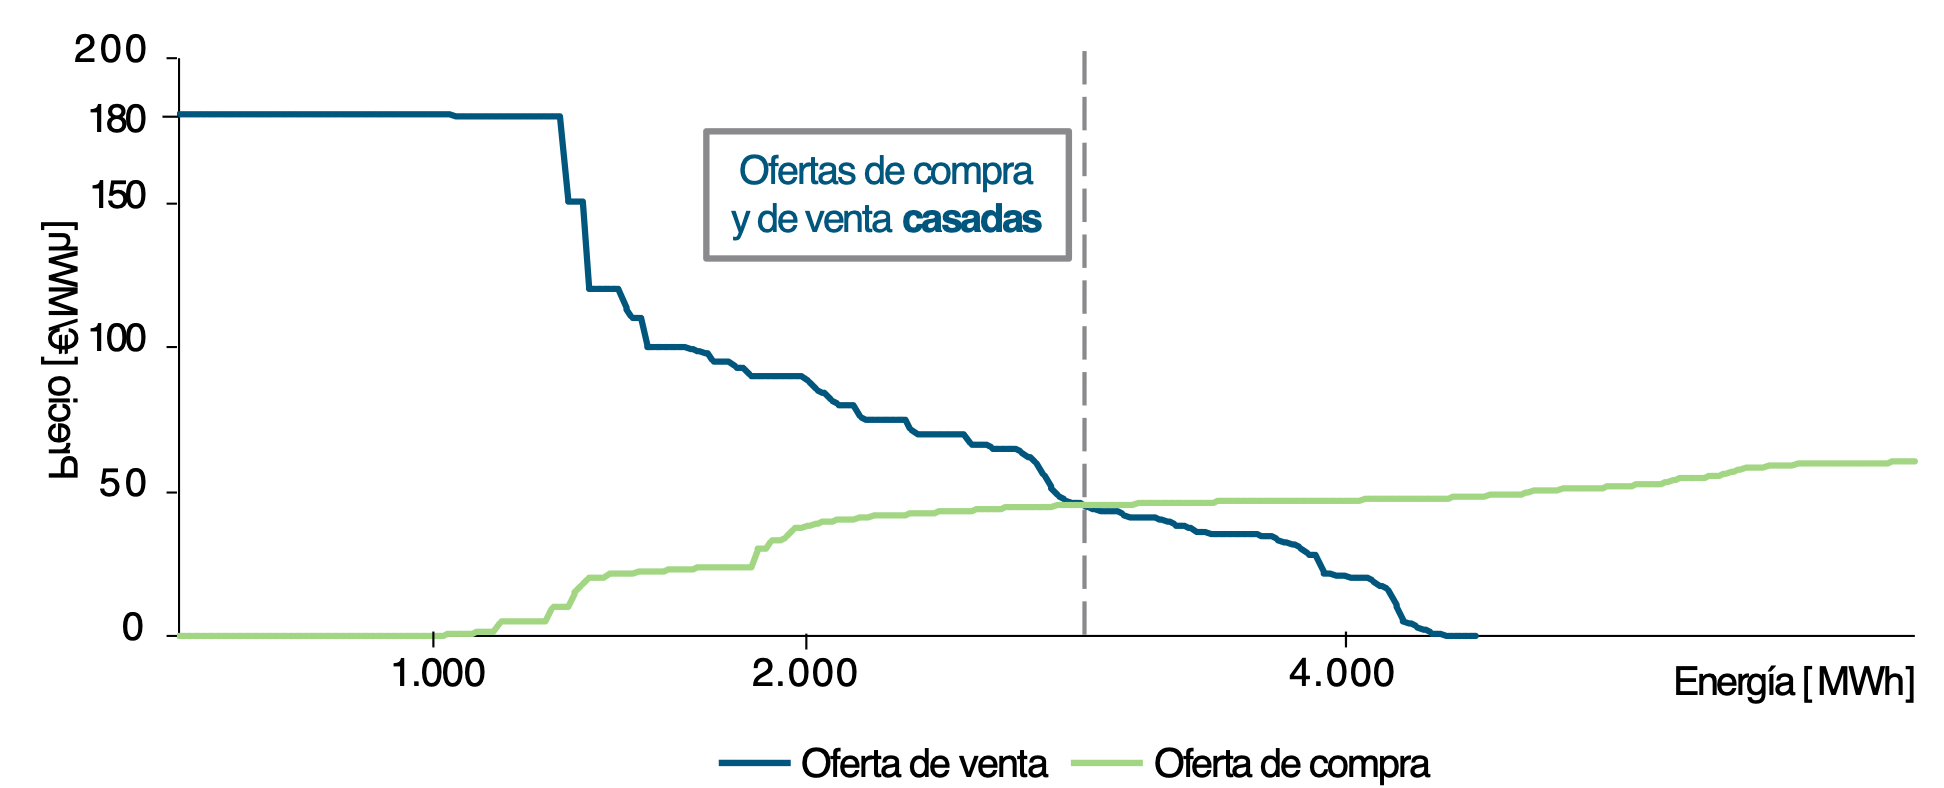 200
180
150
100
50
0
Precio [€\MWh]
Ofertas de compra
y de venta casadas
1.000
2.000
4.000
Energía [ MWh]
Oferta de venta
Oferta de compra